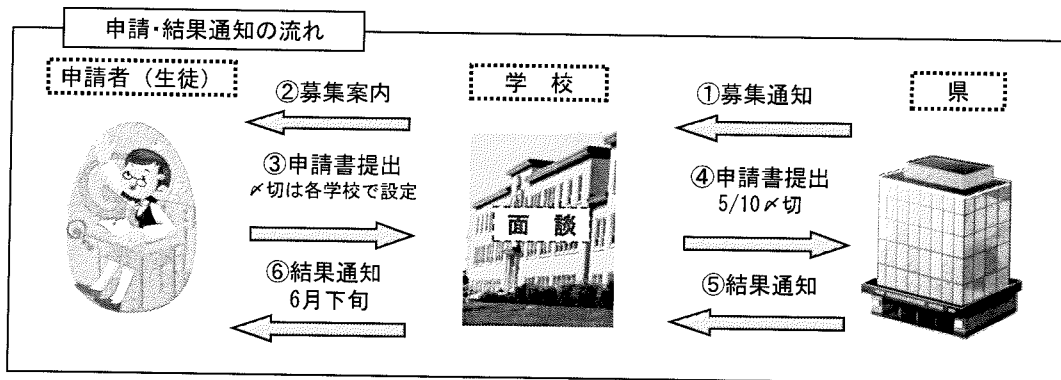 申請・結果通知の流れ
申請者（生徒）
学　校
県
①募集通知
②募集案内
③申請書提出
〆切は各学校で設定
④申請書提出
5/10〆切
面　談
⑤結果通知
⑥結果通知
6月下旬